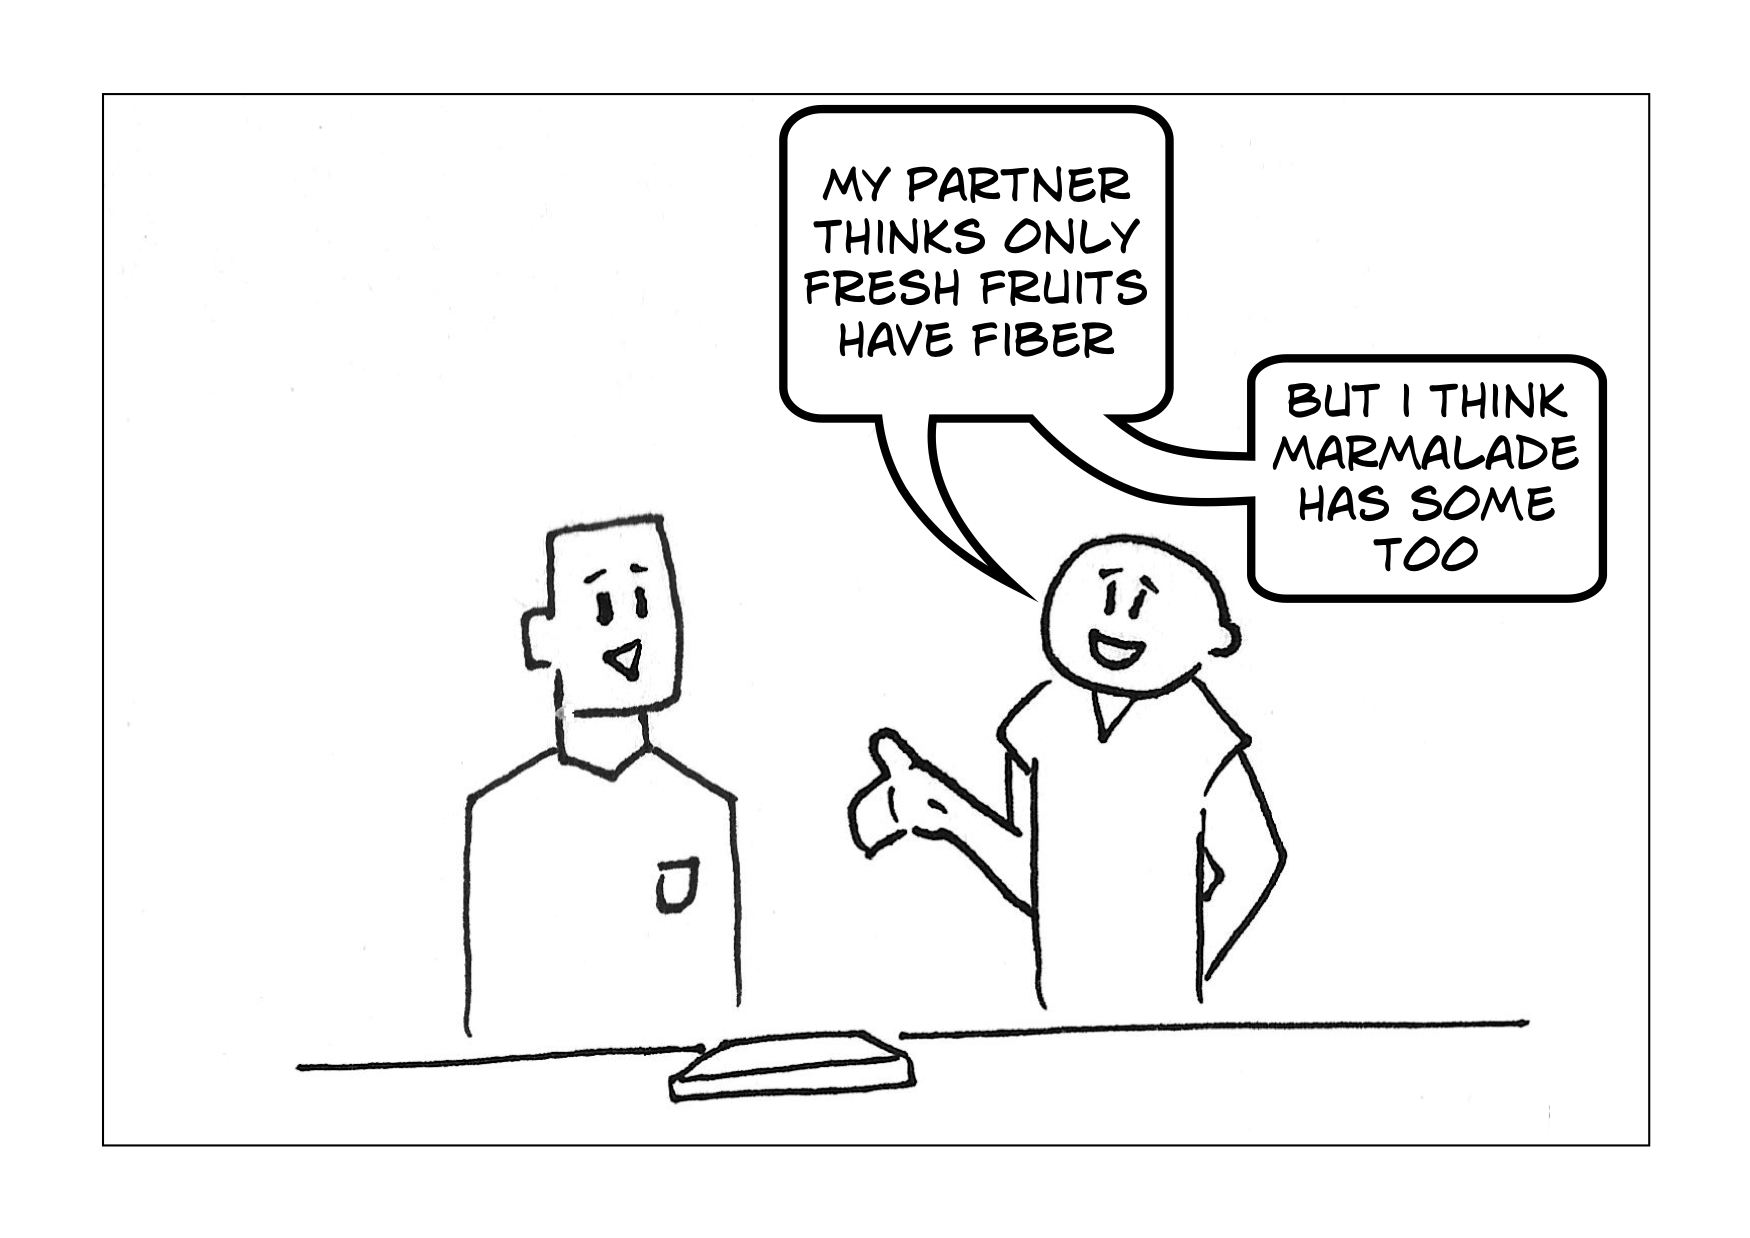 MY PARTNER
THINKS ONLY
FRESH FRUITS
HAVE FIBER
BUT I THINK
MARMALADE
HAS SOME
TOO